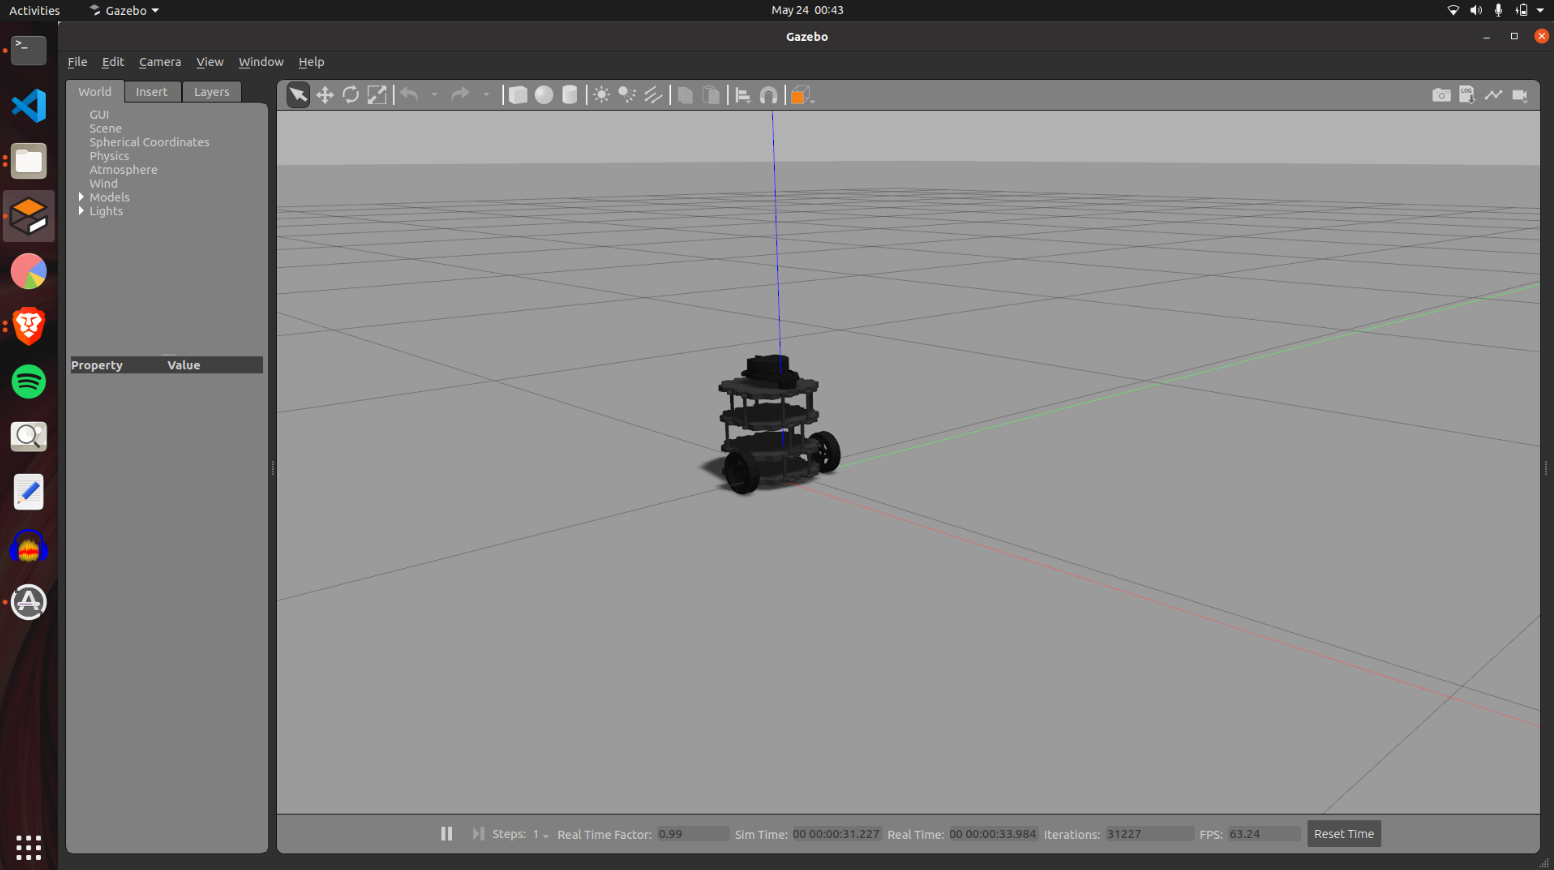 Activities Gazebo May 24 00:43
Gazebo
File Edit Camera View Window Help
World Insert Layers
GUI
Scene
Spherical Coordinates
Physics
Atmosphere
Wind
Models
Lights
Property Value
LOG
Steps: 1 Real Time Factor: 0.99 Sim Time: 00 00:00:31.227 Real Time: 00 00:00:33.984 Iterations: 31227 FPS: 63.24 Reset Time